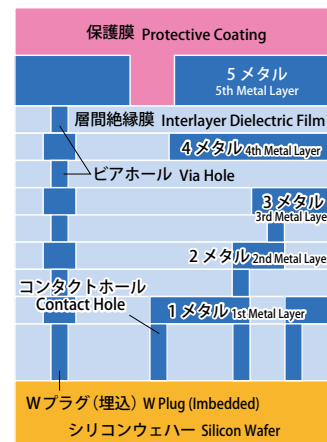 保護膜 Protective Coating
5 メタル
5th Metal Layer
層間絶縁膜 Interlayer Dielectric Film
4 メタル 4th Metal Layer
ビアホール Via Hole
3 メタル
3rd Metal Laye
2 メタル 2nd Metal Layer
コンタクトホール
Contact Hole
1 メタル 1st Metal Layer
Wプラグ（埋込） W Plug (Imbedded)
シリコンウェハー Silicon Wafer